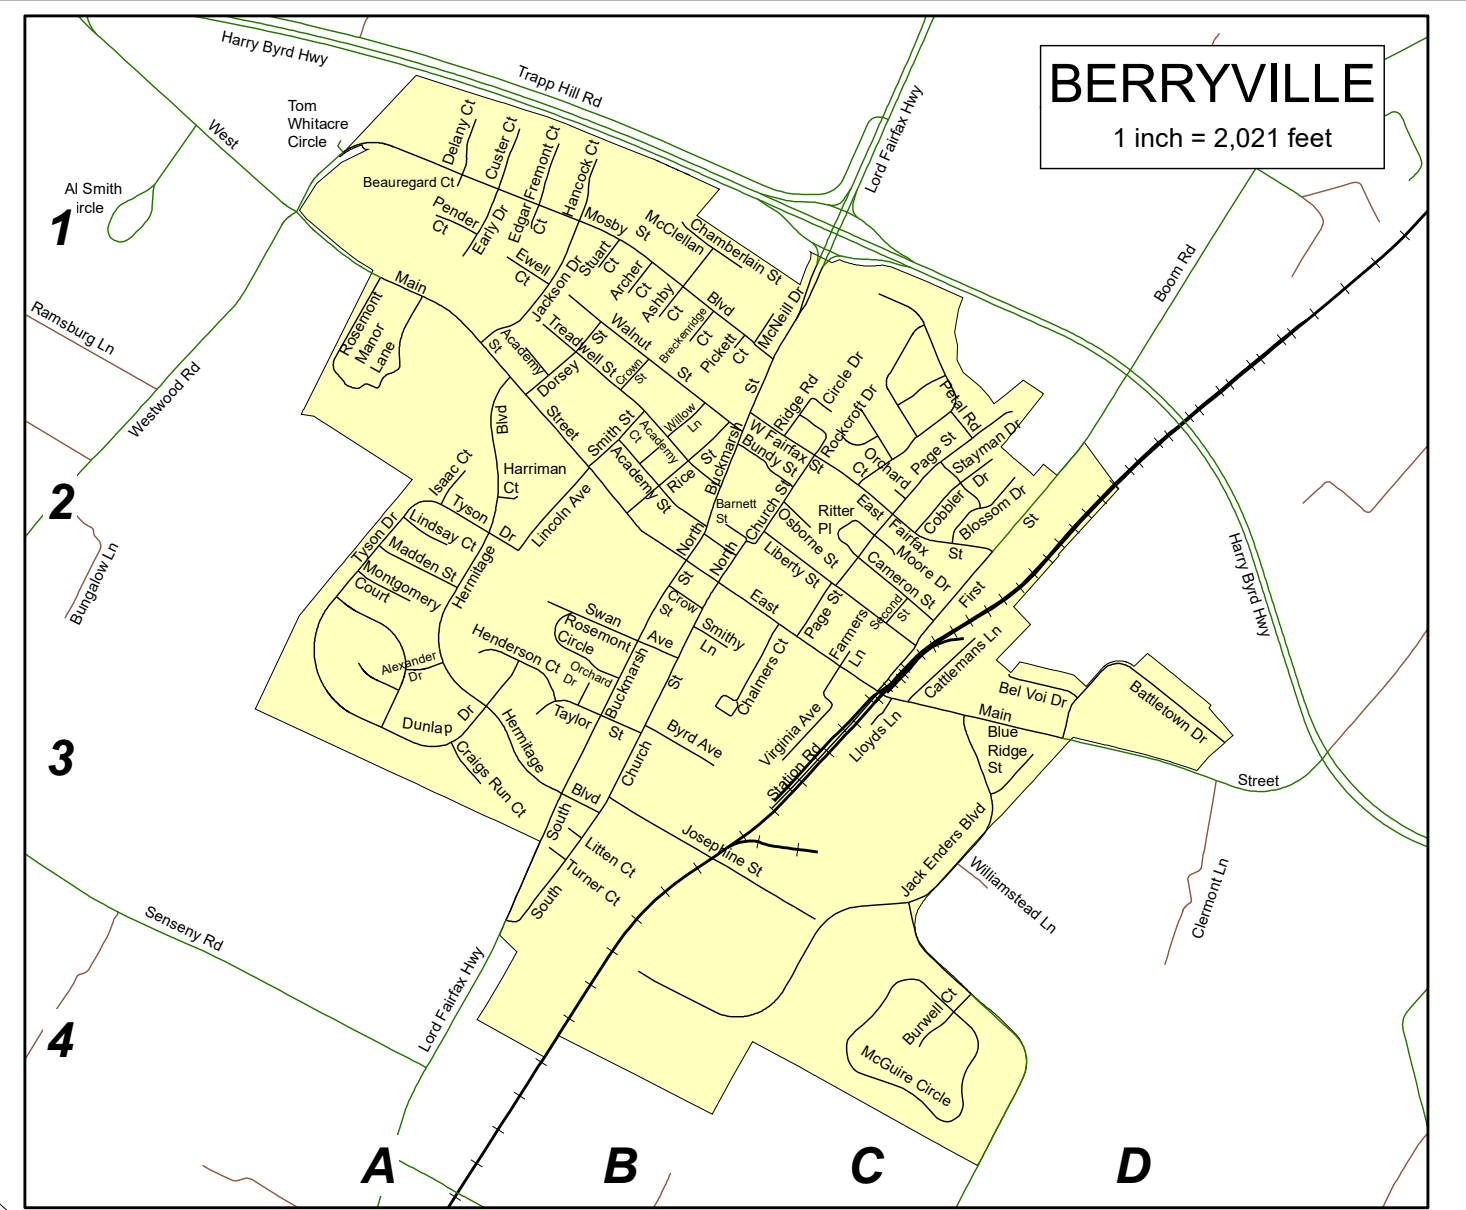 BERRYVILLE
1 inch = 2,021 feet
Harry Byrd Hwy
Trapp Hill Rd
Lord Fairfax Hwy
Tom
Whitacre
Circle
West
Al Smith
ircle
1
Delany Ct
Custer Ct
Fremont Ct
Hancock Ct
Beauregard Ct
Pender
Ct
Early Dr
Edgar
Ct
Mosby
St
McClellan
Chamberlain St
Ewell
Ct
Stuart
Ct
Archer
Ct
Ashby
Ct
Blvd
Jackson Dr
McNeill Dr
Boom Rd
Main
Rosemont
Manor
Lane
Ramsburg Ln
Westwood Rd
Academy
St
Treadwell St
St
Walnut
St
Breckenridge
Ct
Pickett
Ct
Crown
St
Dorsey
Street
Blvd
St
Ridge Rd
Circle Dr
Rockcroft Dr
Petal Rd
Smith St
Willow
Ln
Academy
Ct
W Fairfax
St
Bundy St
Buckmarsh
Page St
Stayman Dr
Orchard
Ct
2
Isaac Ct
Harriman
Ct
Academy St
Rice
St
Tyson
Dr
Lincoln Ave
Barnett
St
Church St
Ritter
Pl
East
Fairfax
St
Cobbler
Dr
Blossom Dr
St
Tyson Dr
Lindsay Ct
Madden St
Montgomery
Court
Hermitage
North
North
Osborne St
Liberty St
Moore Dr
Cameron St
First
Harry Byrd Hwy
Bungalow Ln
St
Crow
St
East
Page St
Second
St
Farmers
Ln
Swan
Ave
Rosemont
Circle
Smithy
Ln
Henderson Ct
Orchard
Dr
Alexander
Dr
Buckmarsh
St
Chalmers Ct
Cattlemans Ln
Bel Voi Dr
Battletown Dr
Main
Dunlap
Dr
Hermitage
Taylor
St
Byrd Ave
Virginia Ave
Lloyds Ln
Blue
Ridge
St
3
Craigs Run Ct
Church
Station Rd
Street
Blvd
South
Josephine St
Jack Enders Blvd
Litten Ct
Turner Ct
South
Williamstead Ln
Clermont Ln
Senseny Rd
Lord Fairfax Hwy
4
Burwell Ct
McGuire Circle
A
B
C
D